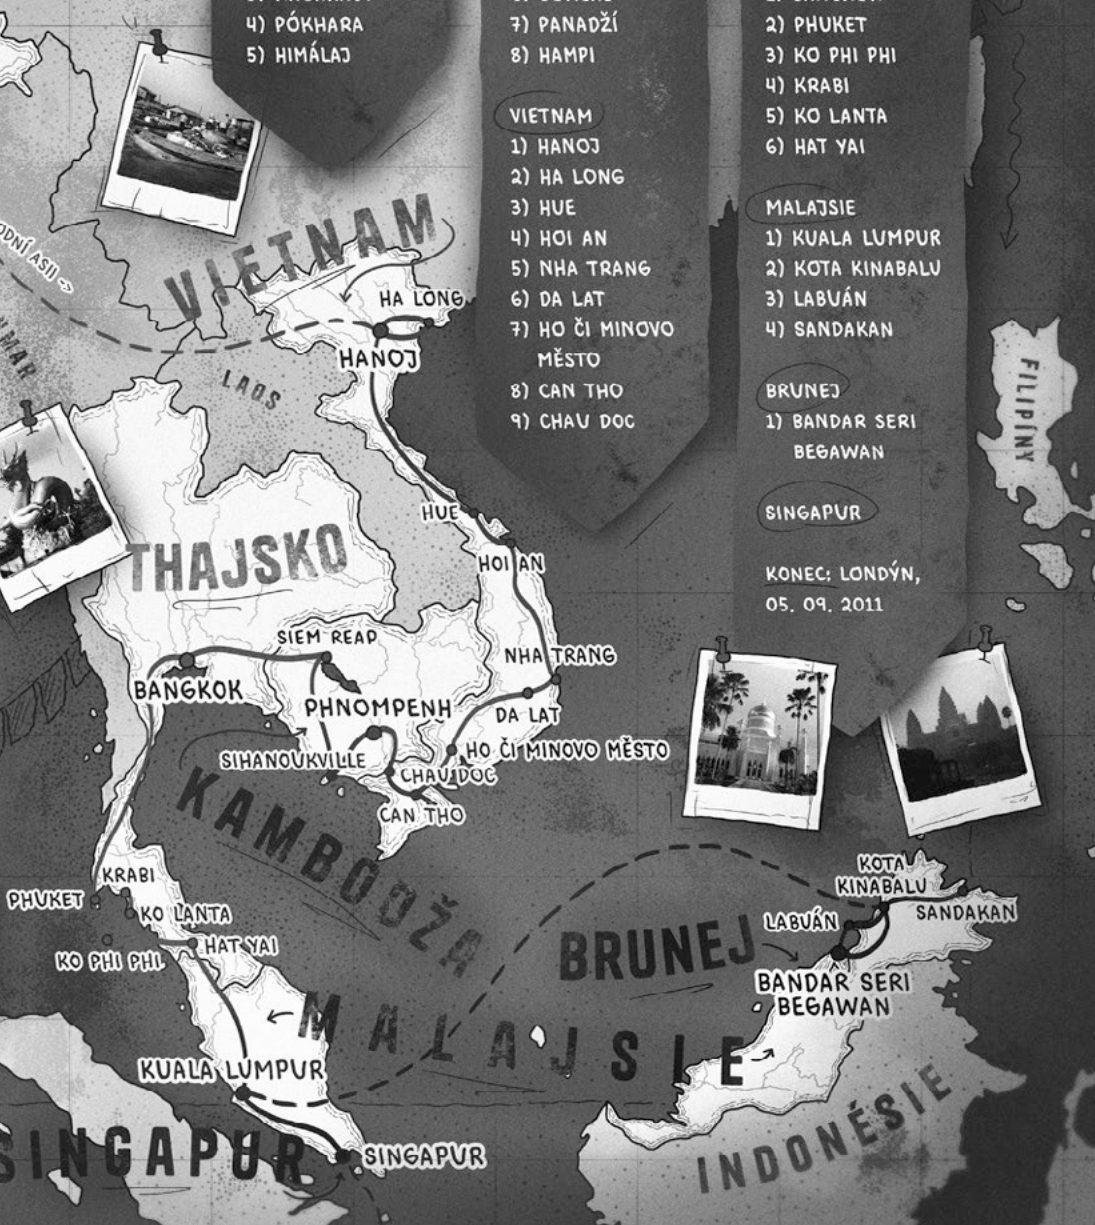 4) PÓKHARA
5) HIMÁLAJ
7) PANADŽÍ
8) HAMPI
VIETNAM
1) HANOJ
2) HA LONG
3) HUE
4) HOI AN
5) NHA TRANG
6) DA LAT
7) HO ČI MINOVO
MĚSTO
8) CAN THO
9) CHAU DOC
2) PHUKET
3) KO PHI PHI
4) KRABI
5) KO LANTA
6) HAT YAI
MALAJSIE
1) KUALA LUMPUR
2) KOTA KINABALU
3) LABUÁN
4) SANDAKAN
BRUNEJ
1) BANDAR SERI
BEGAWAN
SINGAPUR
KONEC: LONDÝN,
05. 09. 2011
ASII
VIETNAM
HA LONG
HANOJ
LAOS
FILIPÍNY
HUE
THAJSKO
HOI AN
SIEM REAP
NHA TRANG
BANGKOK
PHNOMPENH
DA LAT
SIHANOUKVILLE
HO ČI MINOVO MĚSTO
CHAU DOC
CAN THO
KAMBODŽA
KRABI
PHUKET
KO LANTA
HAT YAI
KO PHI PHI
KOTA
KINABALU
LABUÁN
SANDAKAN
BRUNEJ
BANDAR SERI
BEGAWAN
MALAJSIE
KUALA LUMPUR
INDONÉSIE
SINGAPUR
SINGAPUR